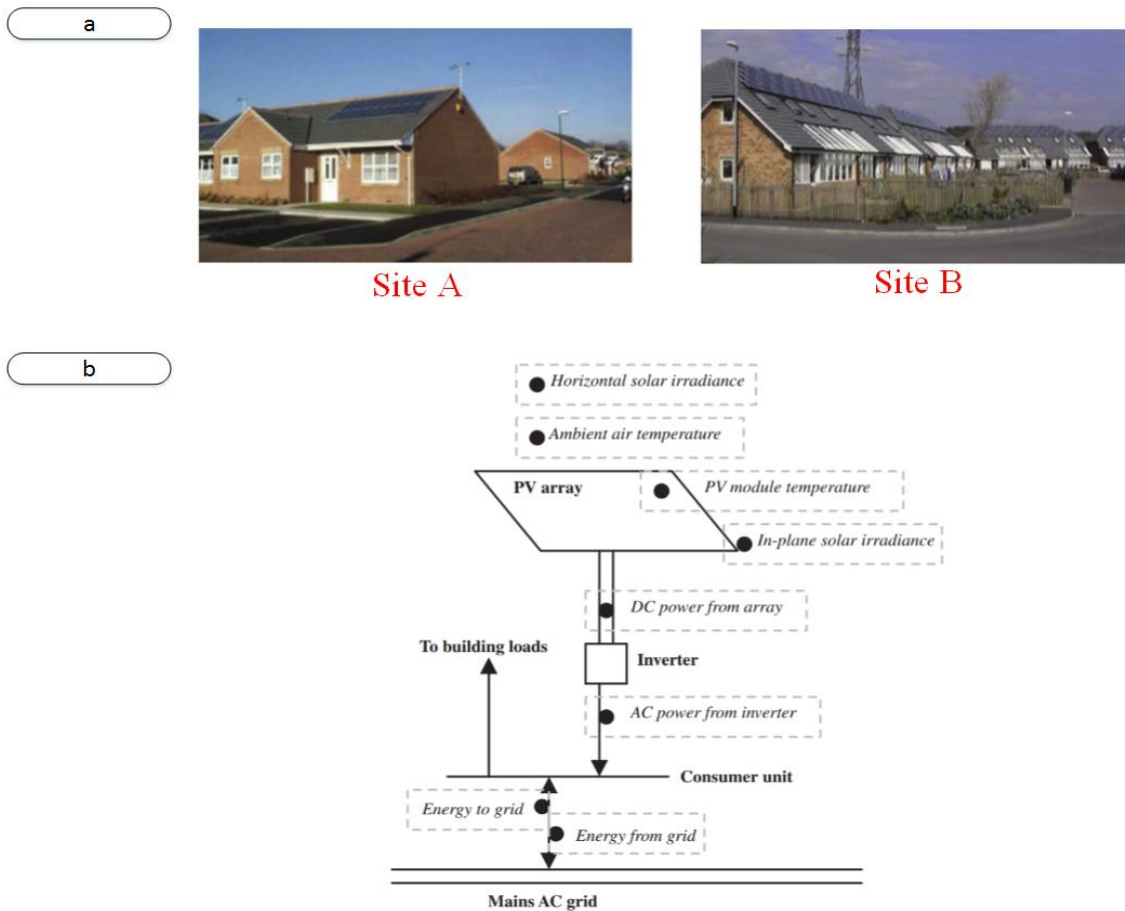 a
Site A
Site B
b
Horizontal solar irradiance
Ambient air temperature
PV array
PV module temperature
In-plane solar irradiance
DC power from array
To building loads
Inverter
AC power from inverter
Consumer unit
Energy to grid
Energy from grid
Mains AC grid